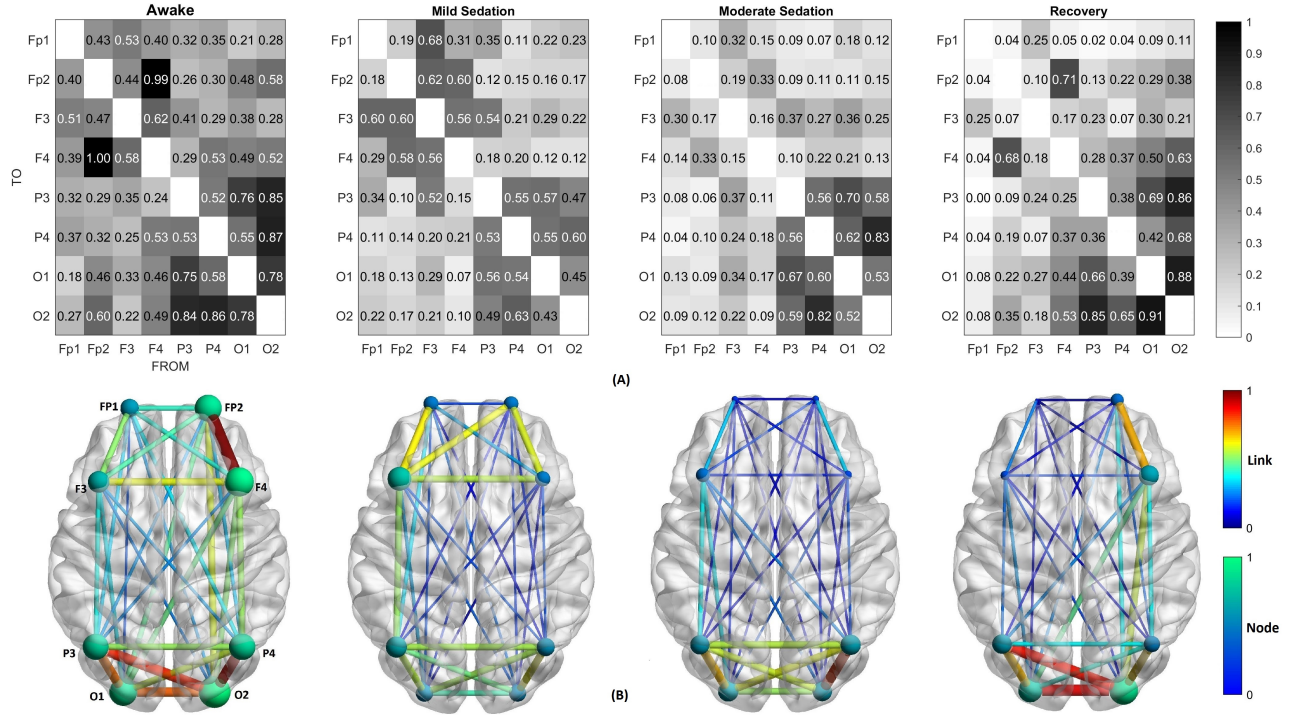 Awake
Mild Sedation
Moderate Sedation
Recovery
Fp1 0.43 0.53 0.40 0.32 0.35 0.21 0.28
Fp2 0.40 0.44 0.99 0.26 0.30 0.48 0.58
F3 0.51 0.47 0.62 0.41 0.29 0.38 0.28
F4 0.39 1.00 0.58 0.29 0.53 0.49 0.52
P3 0.32 0.29 0.35 0.24 0.52 0.76 0.85
P4 0.37 0.32 0.25 0.53 0.53 0.55 0.87
O1 0.18 0.46 0.33 0.46 0.75 0.58 0.78
O2 0.27 0.60 0.22 0.49 0.84 0.86 0.78
Fp1 Fp2 F3 F4 P3 P4 O1 O2
TO
FROM
Fp1 0.19 0.68 0.31 0.35 0.11 0.22 0.23
Fp2 0.18 0.62 0.60 0.12 0.15 0.16 0.17
F3 0.60 0.60 0.56 0.54 0.21 0.29 0.22
F4 0.29 0.58 0.56 0.18 0.20 0.12 0.12
P3 0.34 0.10 0.52 0.15 0.55 0.57 0.47
P4 0.11 0.14 0.20 0.21 0.53 0.55 0.60
O1 0.18 0.13 0.29 0.07 0.56 0.54 0.45
O2 0.22 0.17 0.21 0.10 0.49 0.63 0.43
Fp1 Fp2 F3 F4 P3 P4 O1 O2
Fp1 0.10 0.32 0.15 0.09 0.07 0.18 0.12
Fp2 0.08 0.19 0.33 0.09 0.11 0.11 0.15
F3 0.30 0.17 0.16 0.37 0.27 0.36 0.25
F4 0.14 0.33 0.15 0.10 0.22 0.21 0.13
P3 0.08 0.06 0.37 0.11 0.56 0.70 0.58
P4 0.04 0.10 0.24 0.18 0.56 0.62 0.83
O1 0.13 0.09 0.34 0.17 0.67 0.60 0.53
O2 0.09 0.12 0.22 0.09 0.59 0.82 0.52
Fp1 Fp2 F3 F4 P3 P4 O1 O2
Fp1 0.04 0.25 0.05 0.02 0.04 0.09 0.11
Fp2 0.04 0.10 0.71 0.13 0.22 0.29 0.38
F3 0.25 0.07 0.17 0.23 0.07 0.30 0.21
F4 0.04 0.68 0.18 0.28 0.37 0.50 0.63
P3 0.00 0.09 0.24 0.25 0.38 0.69 0.86
P4 0.04 0.19 0.07 0.37 0.36 0.42 0.68
O1 0.08 0.22 0.27 0.44 0.66 0.39 0.88
O2 0.08 0.35 0.18 0.53 0.85 0.65 0.91
Fp1 Fp2 F3 F4 P3 P4 O1 O2
1
0.9
0.8
0.7
0.6
0.5
0.4
0.3
0.2
0.1
0
(A)
FP1
FP2
F3
F4
P3
P4
O1
O2
1
Link
0
1
Node
0
(B)